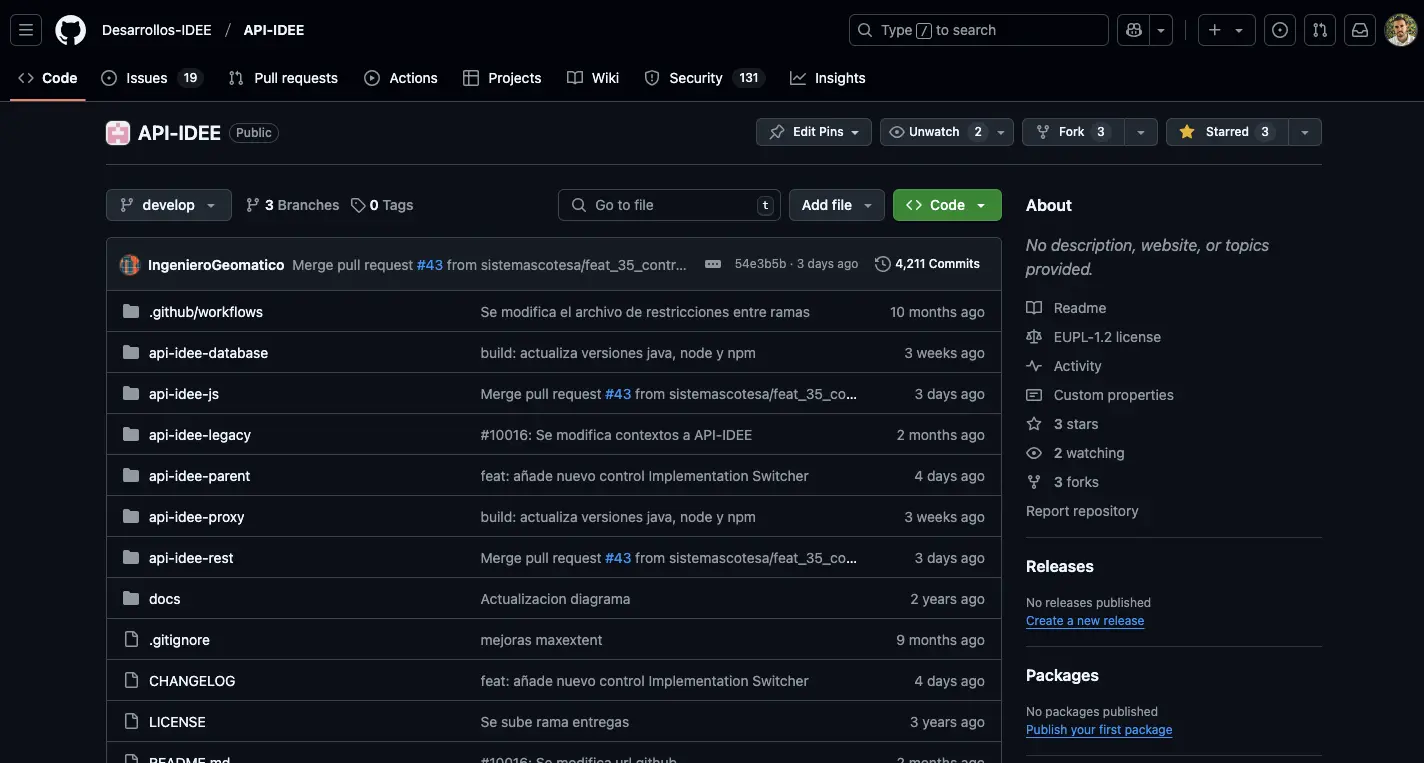 Desarrollos-IDEE / API-IDEE Type / to search
Code Issues 19 Pull requests Actions Projects Wiki Security 131 Insights
API-IDEE Public Edit Pins Unwatch 2 Fork 3 Starred 3
develop 3 Branches 0 Tags Go to file t Add file Code
IngenieroGeomatico Merge pull request #43 from sistemascotesa/feat_35_contr... 54e3b5b · 3 days ago 4,211 Commits
.github/workflows Se modifica el archivo de restricciones entre ramas 10 months ago
api-idee-database build: actualiza versiones java, node y npm 3 weeks ago
api-idee-js Merge pull request #43 from sistemascotesa/feat_35_co... 3 days ago
api-idee-legacy #10016: Se modifica contextos a API-IDEE 2 months ago
api-idee-parent feat: añade nuevo control Implementation Switcher 4 days ago
api-idee-proxy build: actualiza versiones java, node y npm 3 weeks ago
api-idee-rest Merge pull request #43 from sistemascotesa/feat_35_co... 3 days ago
docs Actualizacion diagrama 2 years ago
.gitignore mejoras maxextent 9 months ago
CHANGELOG feat: añade nuevo control Implementation Switcher 4 days ago
LICENSE Se sube rama entregas 3 years ago
README.md #10016: Se modifica url github 2 months ago
About
No description, website, or topics
provided.
Readme
EUPL-1.2 license
Activity
Custom properties
3 stars
2 watching
3 forks
Report repository
Releases
No releases published
Create a new release
Packages
No packages published
Publish your first package